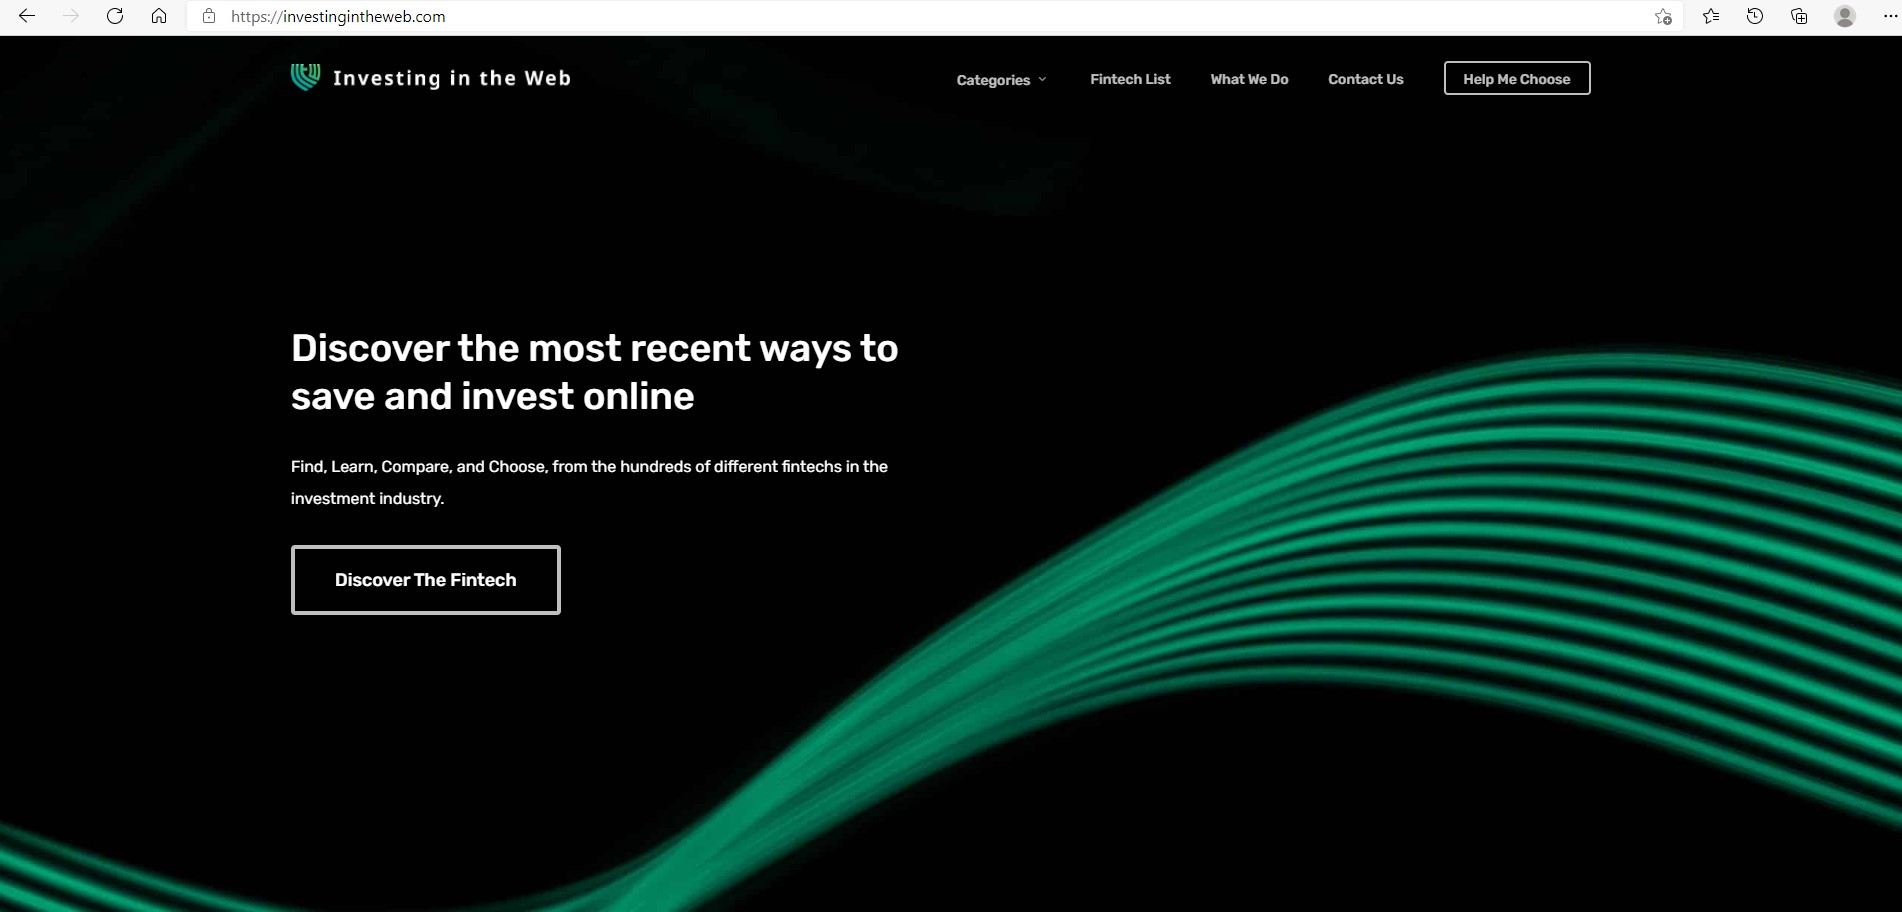 https://investingintheweb.com
Investing in the Web
Categories
Fintech List
What We Do
Contact Us
Help Me Choose
Discover the most recent ways to
save and invest online
Find, Learn, Compare, and Choose, from the hundreds of different fintechs in the
investment industry.
Discover The Fintech